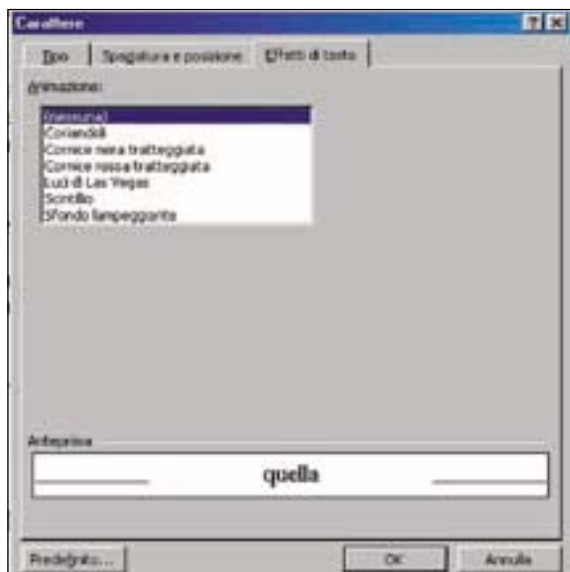 Carattere
Tipo Spaziatura e posizione Effetti di testo
Animazione:
(nessuna)
Coriandoli
Cornice nera tratteggiata
Cornice rossa tratteggiata
Luci di Las Vegas
Scintillio
Sfondo lampeggiante
Anteprima
quella
Predefinito... OK Annulla